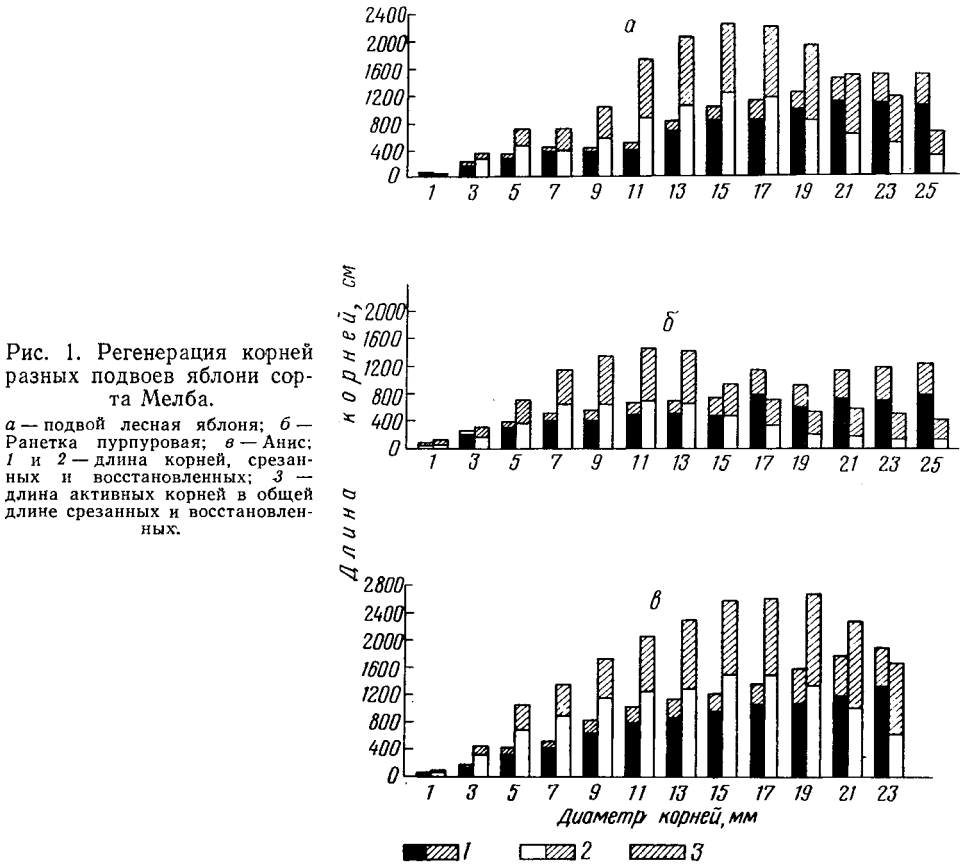 2400
a
2000
1600
1200
800
400
0
1 3 5 7 9 11 13 15 17 19 21 23 25
Рис. 1. Регенерация корней
разных подвоев яблони сор-
та Мелба.
а — подвой лесная яблоня; б —
Ранетка пурпуровая; в — Анис;
1 и 2 — длина корней, срезан-
ных и восстановленных; 3 —
длина активных корней в общей
длине срезанных и восстановлен-
ных.
Длина корней, см
2000
б
1600
1200
800
400
0
1 3 5 7 9 11 13 15 17 19 21 23 25
2800
в
2400
2000
1600
1200
800
400
0
1 3 5 7 9 11 13 15 17 19 21 23
Диаметр корней, мм
1 2 3